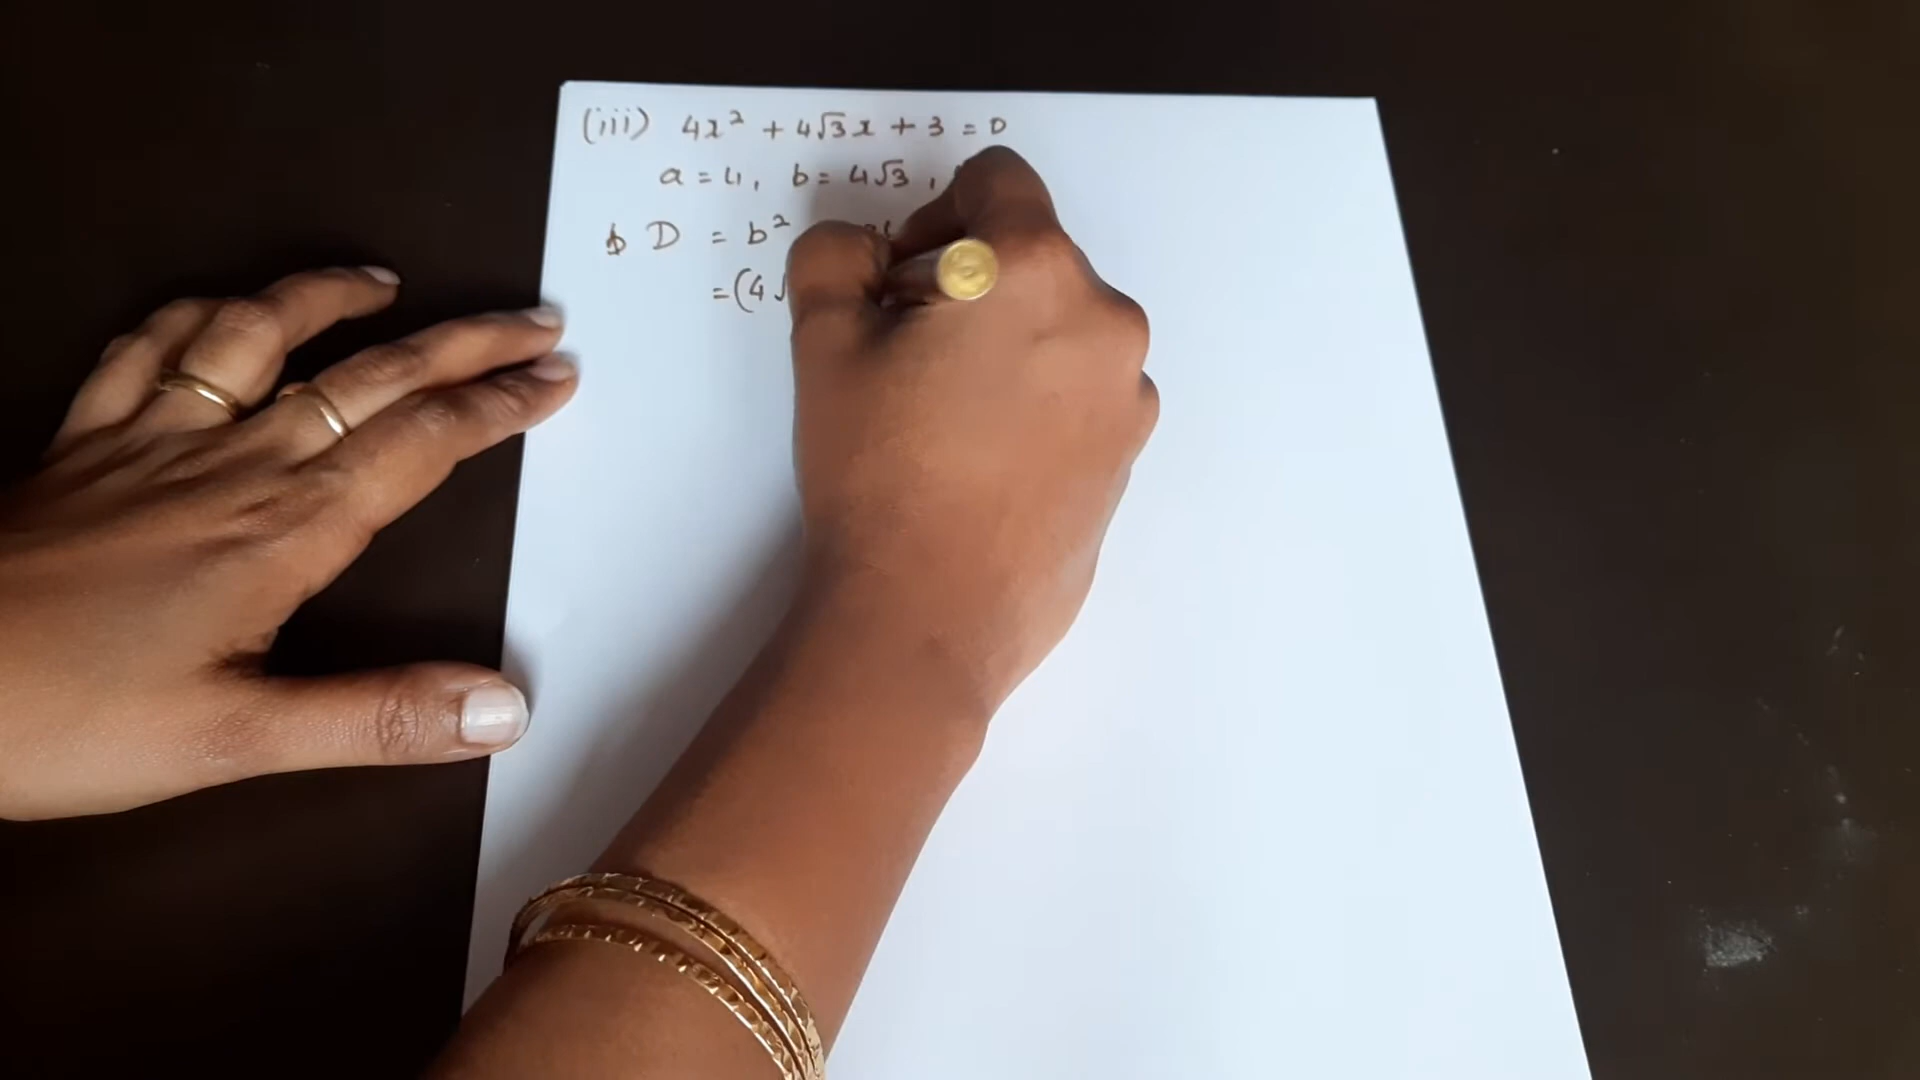 (iii) 4x² + 4√3x + 3 = 0
a = 4, b = 4√3,
D = b²
= (4√